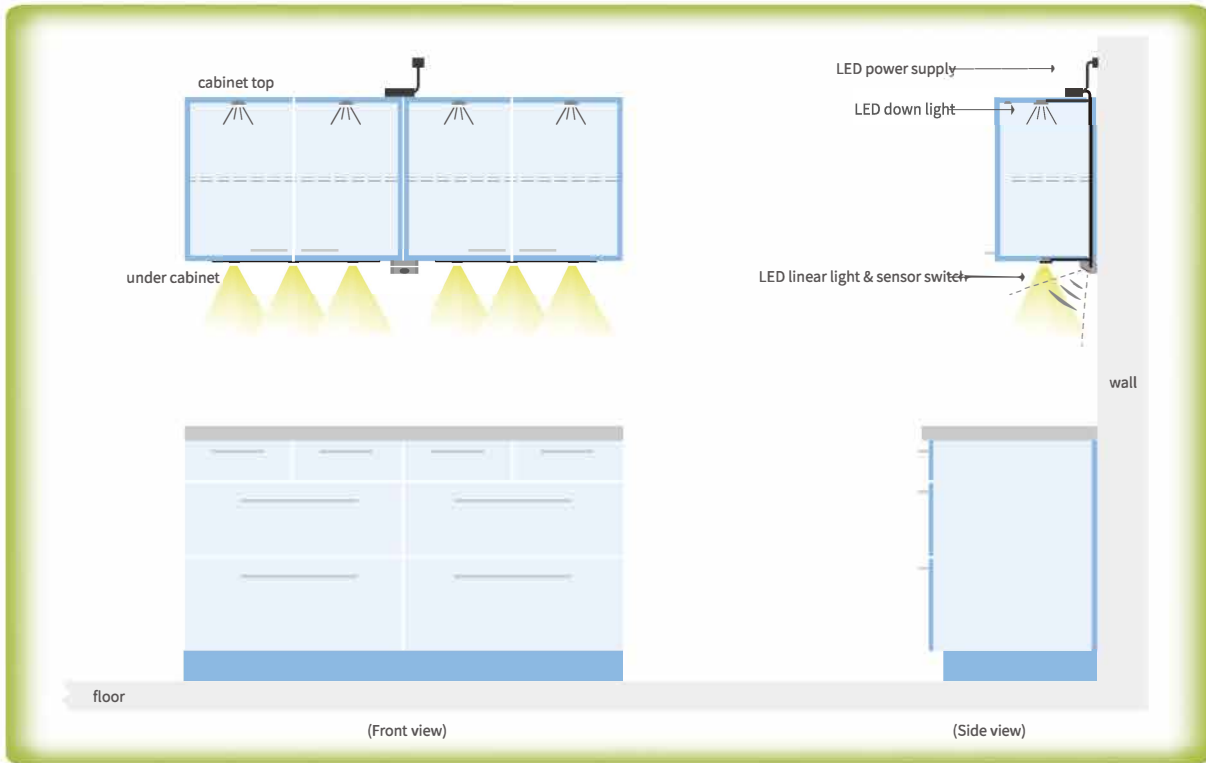 cabinet top
LED power supply
LED down light
under cabinet
LED linear light & sensor switch
wall
floor
(Front view)
(Side view)